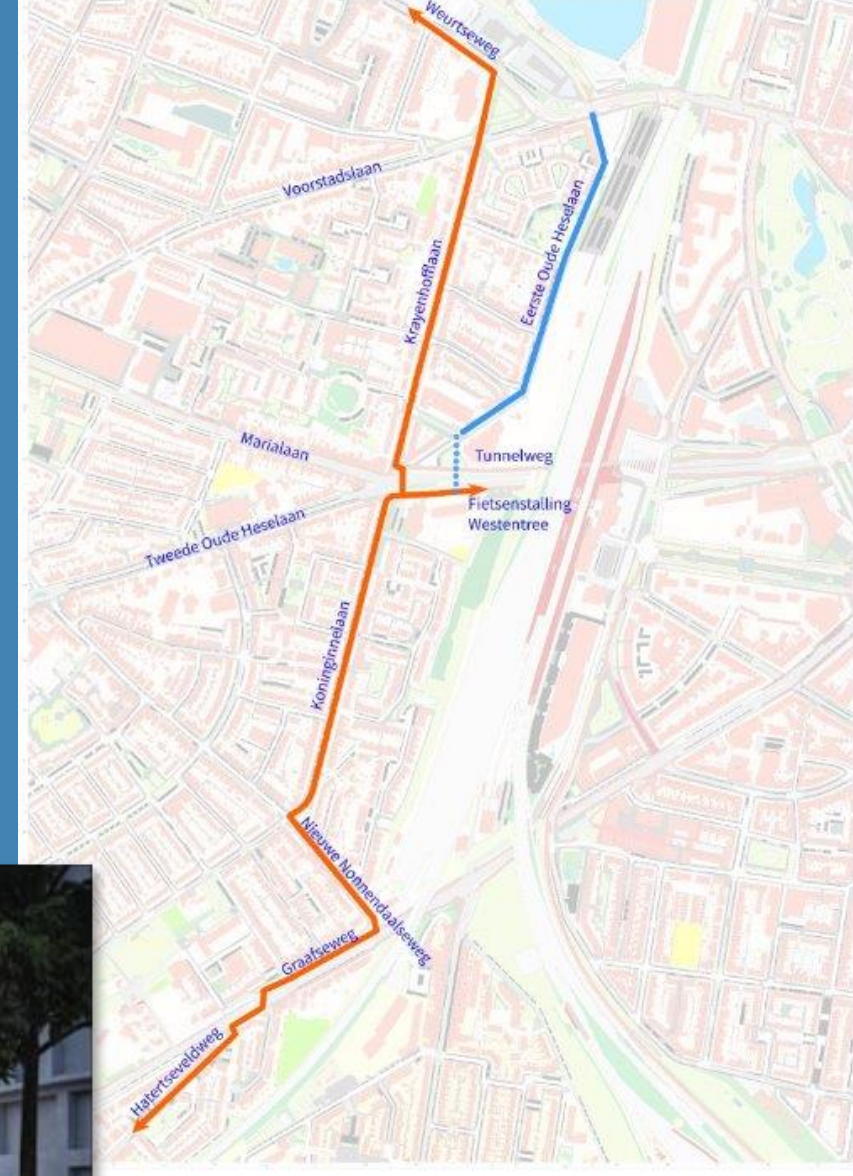 Weurtseweg
Voorstadslaan
Eerste Oude Heselaan
Krayenhofflaan
Marialaan
Tunnelweg
Fietsenstalling
Westentree
Tweede Oude Heselaan
Koninginnelaan
Nieuwe Nonnendaalseweg
Graafseweg
Hatertseveldweg